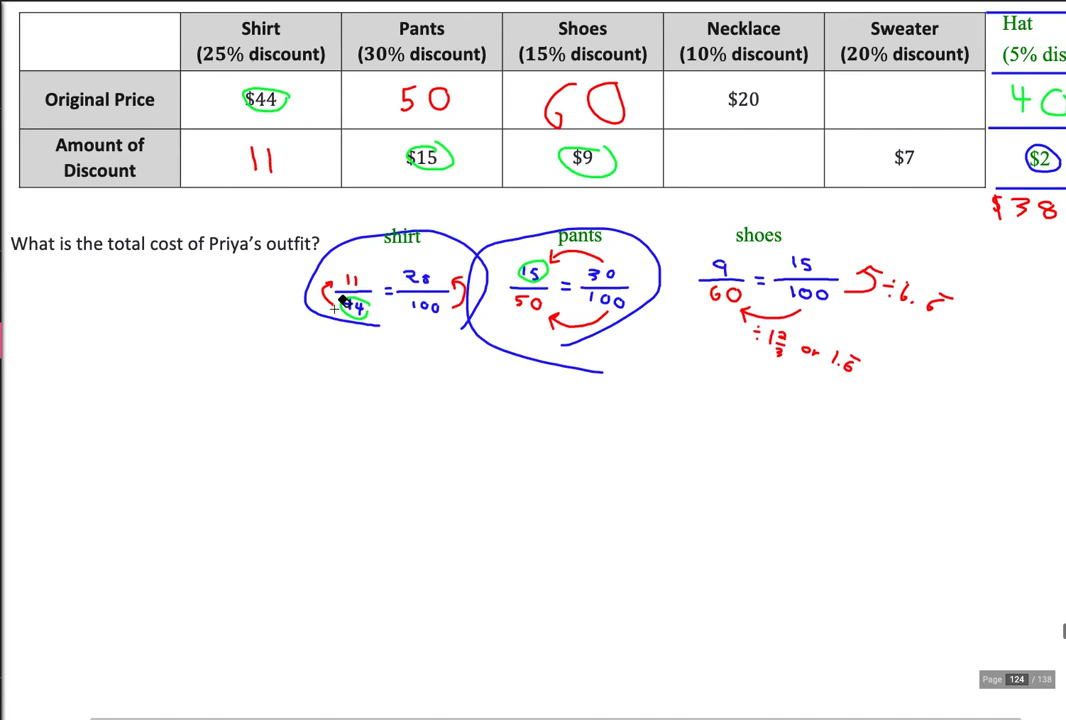 Shirt (25% discount) Pants (30% discount) Shoes (15% discount) Necklace (10% discount) Sweater (20% discount) Hat (5% dis
Original Price $44 50 60 $20 40
Amount of Discount 11 $15 $9 $7 $2
$38
What is the total cost of Priya's outfit?
shirt pants shoes
11/44 = 25/100 15/50 = 30/100 9/60 = 15/100 ÷6.6̅
÷1 2/3 or 1.6̅
Page 124 / 138